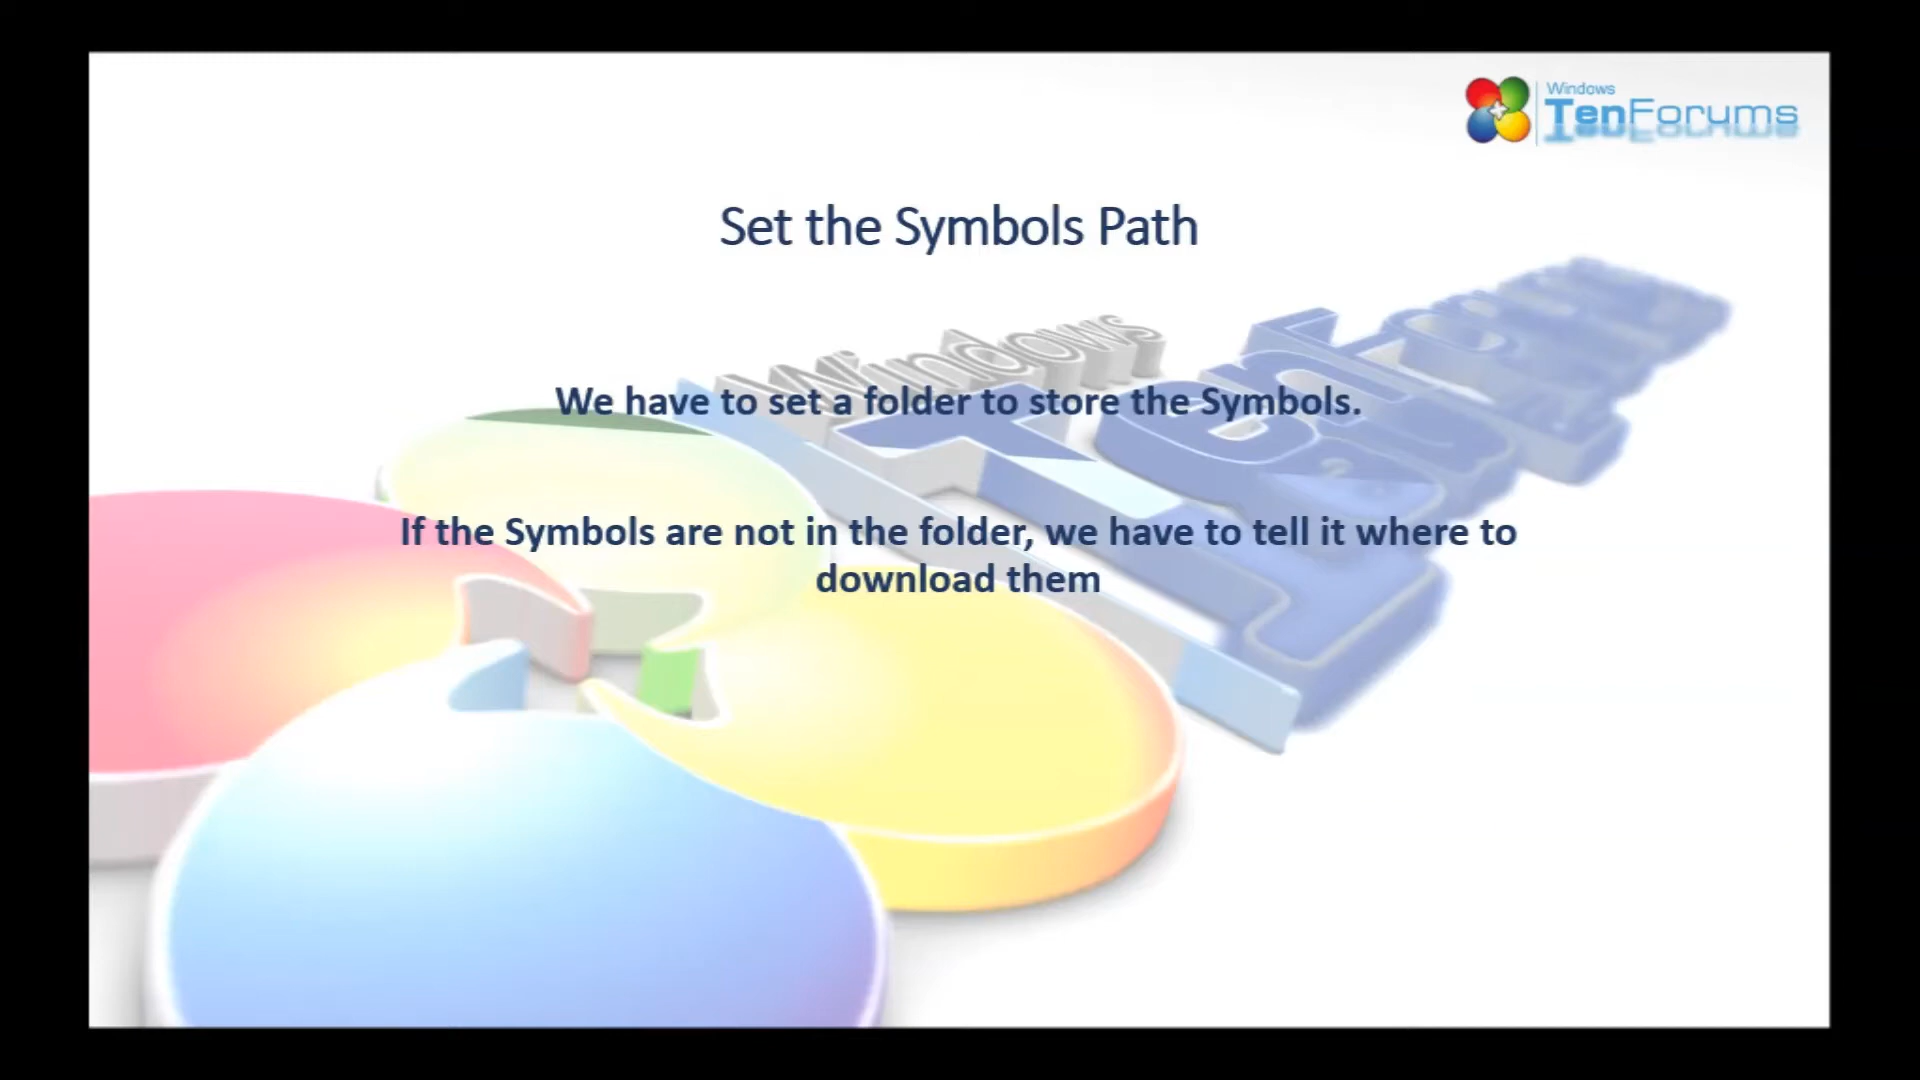 Windows
TenForums
Set the Symbols Path
Windows
We have to set a folder to store the Symbols.
If the Symbols are not in the folder, we have to tell it where to
download them